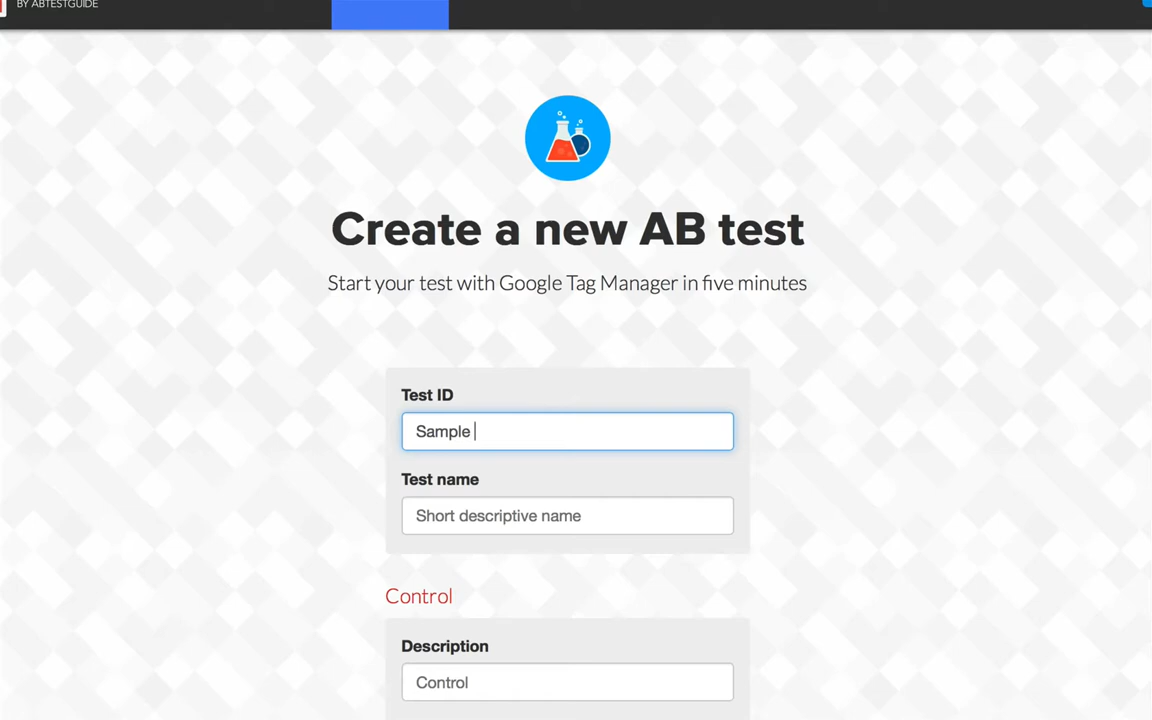 BY ABTESTGUIDE
Create a new AB test
Start your test with Google Tag Manager in five minutes
Test ID
Sample
Test name
Short descriptive name
Control
Description
Control